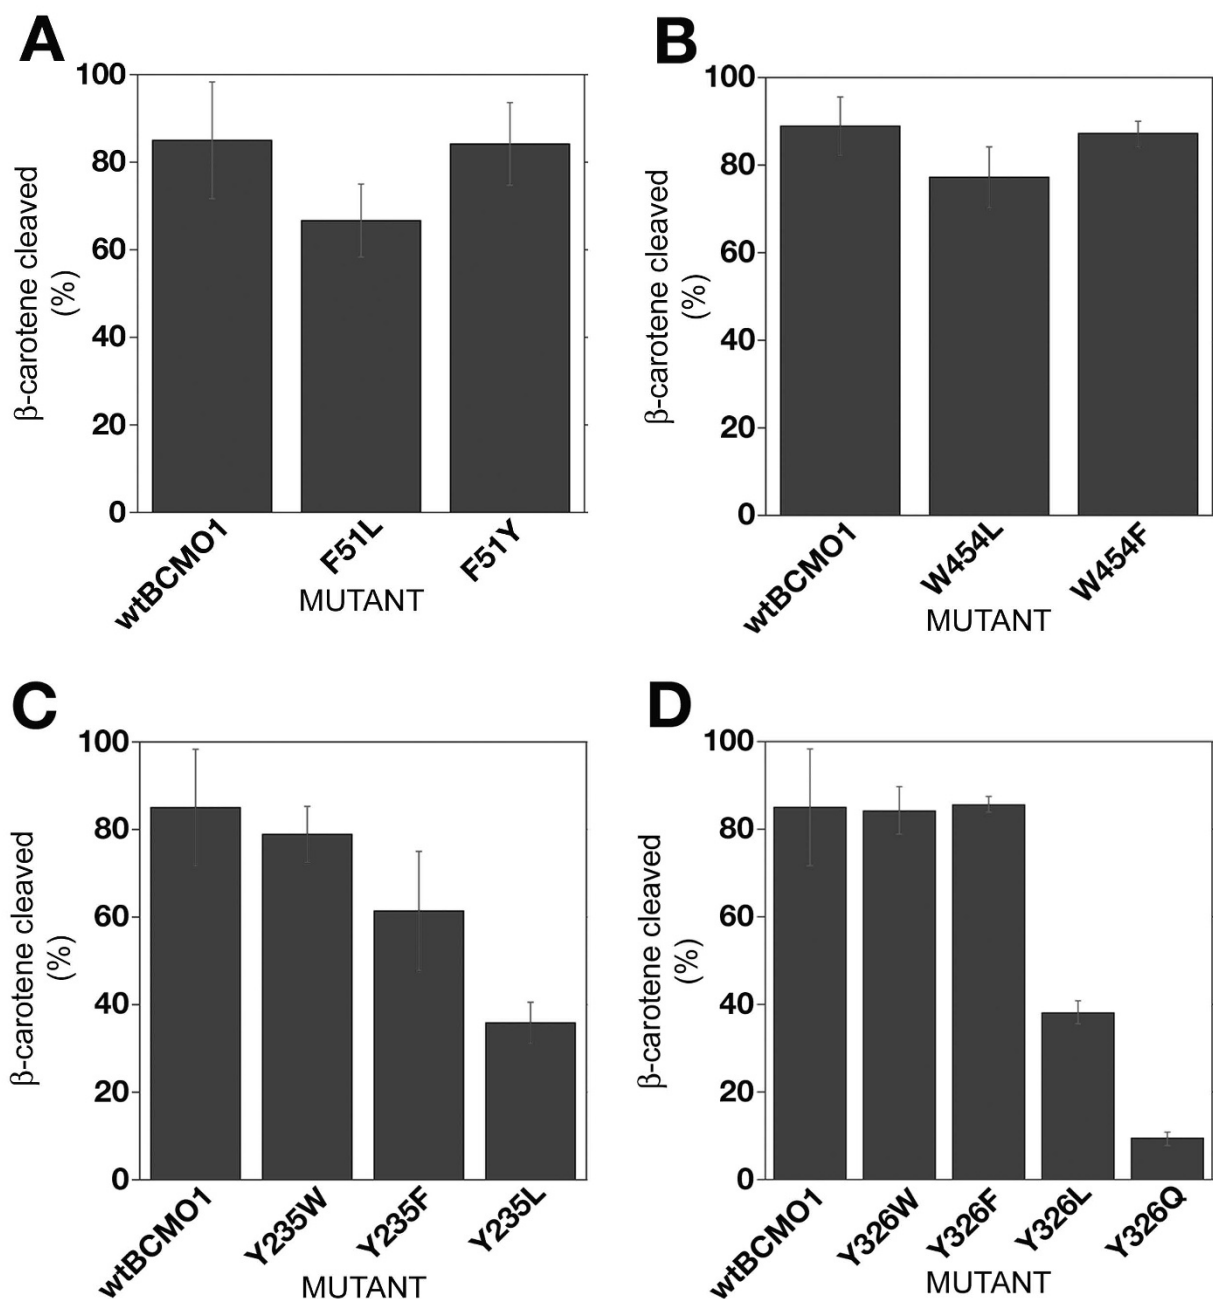 A
100
80
60
40
20
0
β-carotene cleaved
(%)
wtBCMO1
F51L
F51Y
MUTANT
B
100
80
60
40
20
0
β-carotene cleaved
(%)
wtBCMO1
W454L
W454F
MUTANT
C
100
80
60
40
20
0
β-carotene cleaved
(%)
wtBCMO1
Y235W
Y235F
Y235L
MUTANT
D
100
80
60
40
20
0
β-carotene cleaved
(%)
wtBCMO1
Y326W
Y326F
Y326L
Y326Q
MUTANT